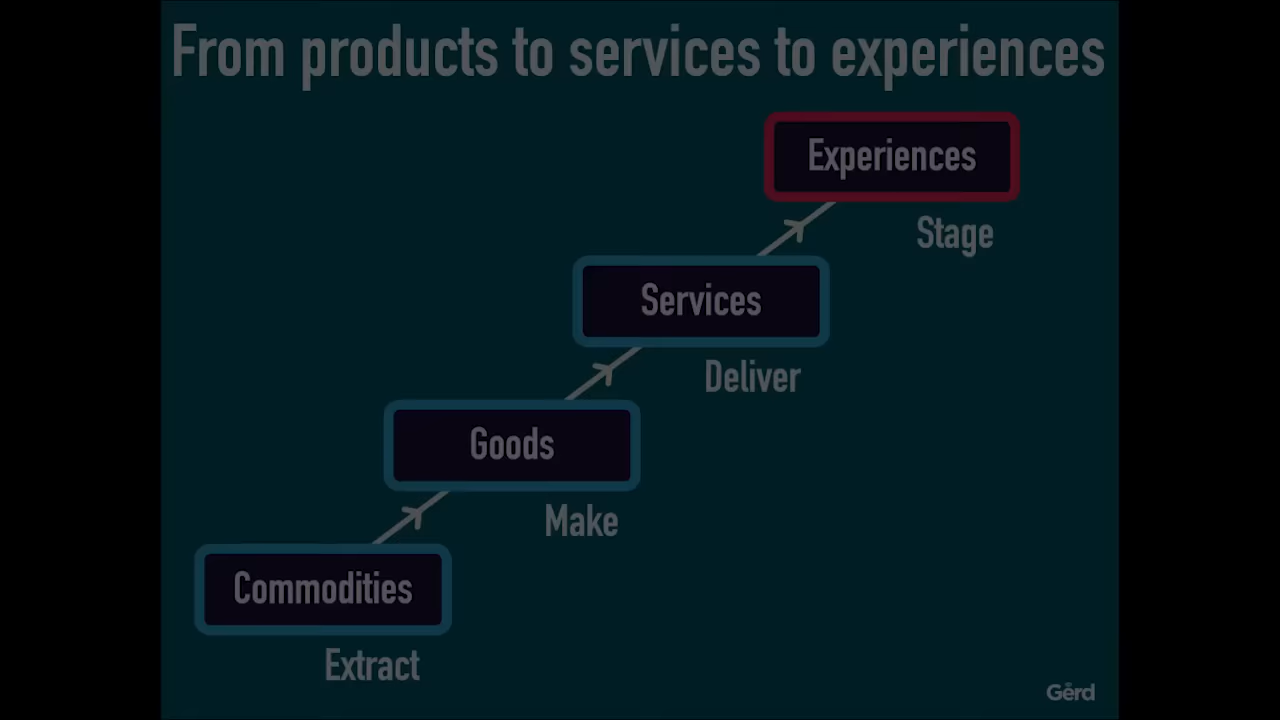 From products to services to experiences
Experiences
Stage
Services
Deliver
Goods
Make
Commodities
Extract
Gerd